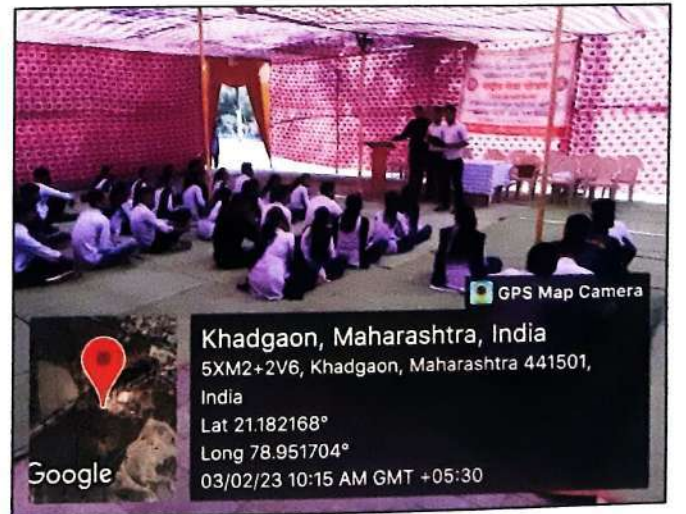 राष्ट्रीय सेवा योजना
GPS Map Camera
Khadgaon, Maharashtra, India
5XM2+2V6, Khadgaon, Maharashtra 441501,
India
Lat 21.182168°
Long 78.951704°
03/02/23 10:15 AM GMT +05:30
Google